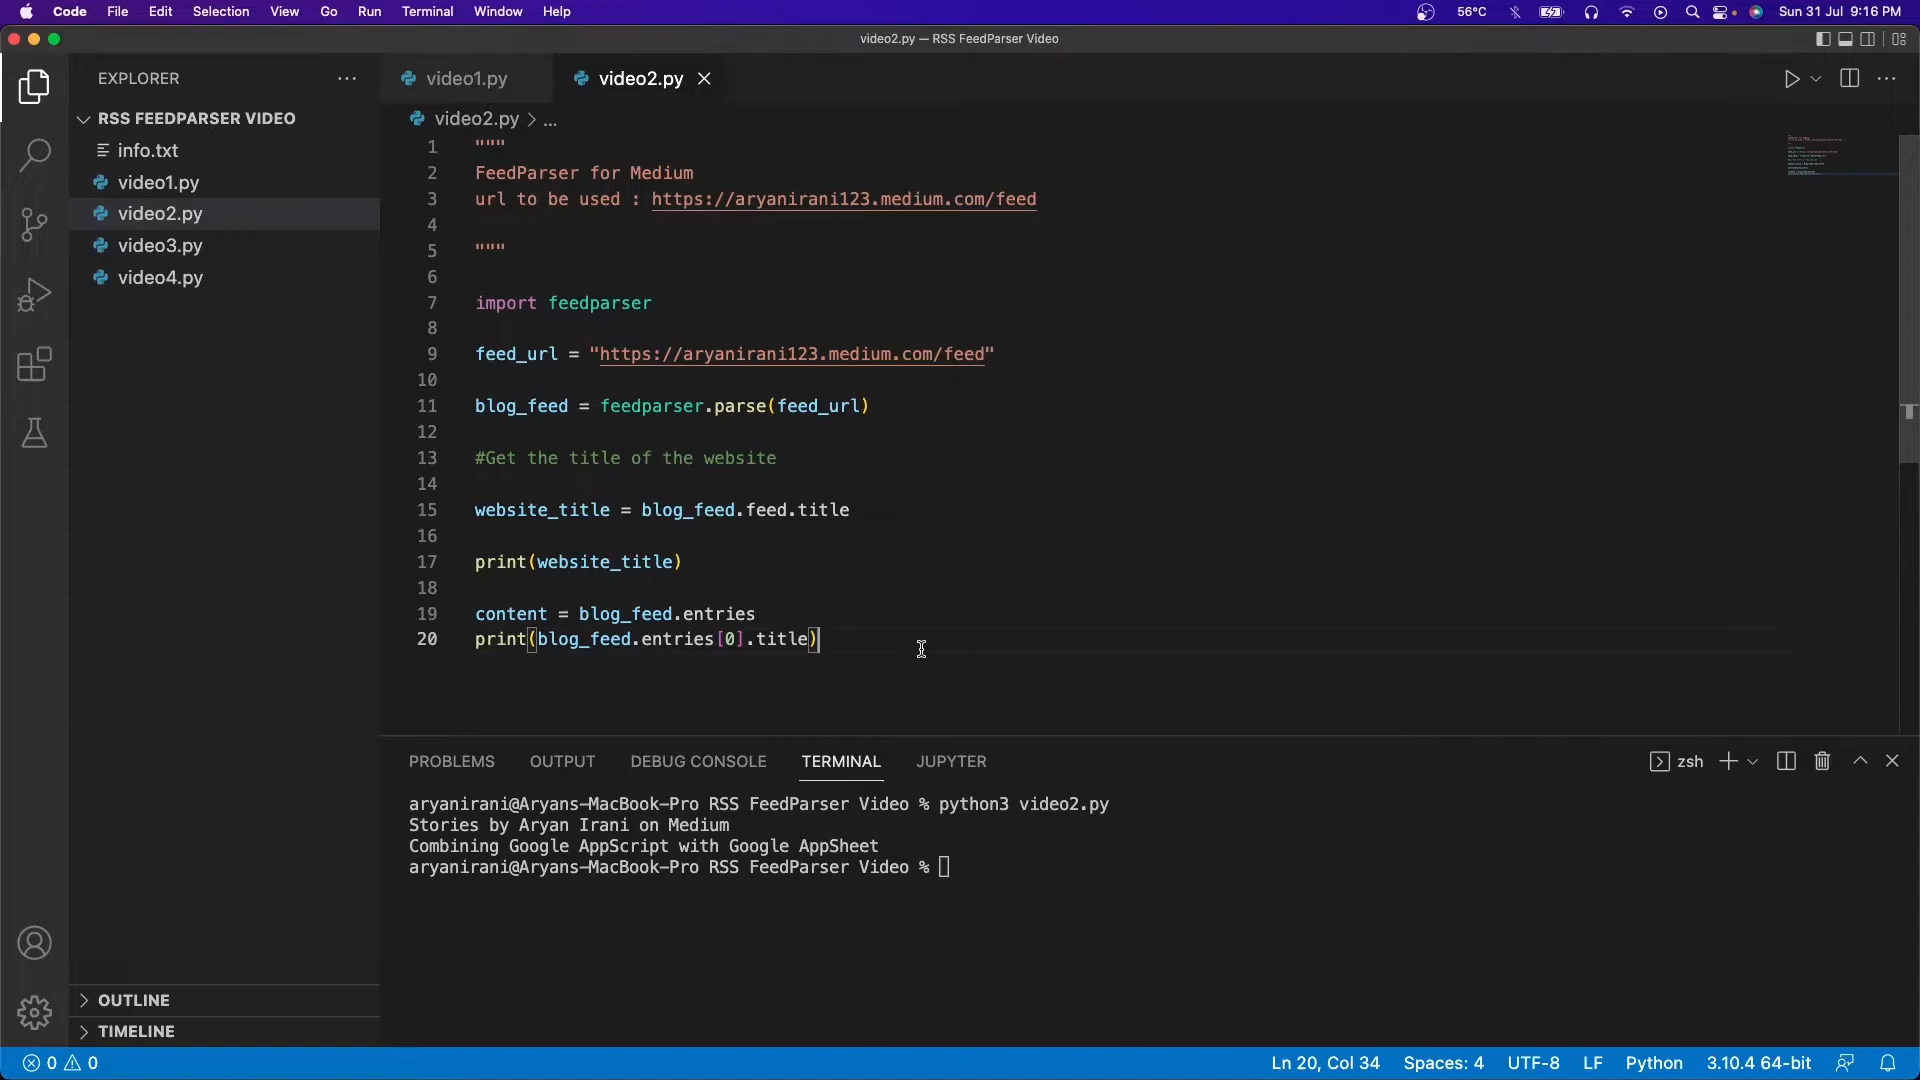 Code File Edit Selection View Go Run Terminal Window Help 56°C Sun 31 Jul 9:16 PM
video2.py — RSS FeedParser Video
EXPLORER
RSS FEEDPARSER VIDEO
info.txt
video1.py
video2.py
video3.py
video4.py
OUTLINE
TIMELINE
video1.py video2.py
video2.py > ...
1 """
2 FeedParser for Medium
3 url to be used : https://aryanirani123.medium.com/feed
4
5 """
6
7 import feedparser
8
9 feed_url = "https://aryanirani123.medium.com/feed"
10
11 blog_feed = feedparser.parse(feed_url)
12
13 #Get the title of the website
14
15 website_title = blog_feed.feed.title
16
17 print(website_title)
18
19 content = blog_feed.entries
20 print(blog_feed.entries[0].title)
PROBLEMS OUTPUT DEBUG CONSOLE TERMINAL JUPYTER zsh
aryanirani@Aryans-MacBook-Pro RSS FeedParser Video % python3 video2.py
Stories by Aryan Irani on Medium
Combining Google AppScript with Google AppSheet
aryanirani@Aryans-MacBook-Pro RSS FeedParser Video %
0 0 Ln 20, Col 34 Spaces: 4 UTF-8 LF Python 3.10.4 64-bit